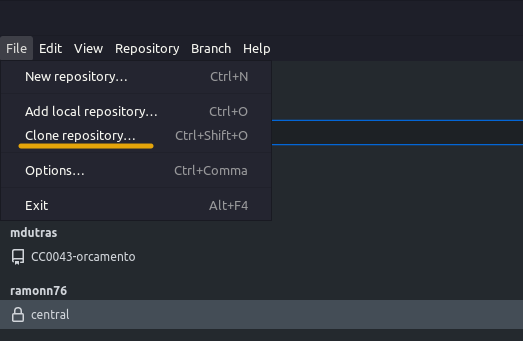 File Edit View Repository Branch Help
New repository... Ctrl+N
Add local repository... Ctrl+O
Clone repository... Ctrl+Shift+O
Options... Ctrl+Comma
Exit Alt+F4
mdutras
CC0043-orcamento
ramonn76
central